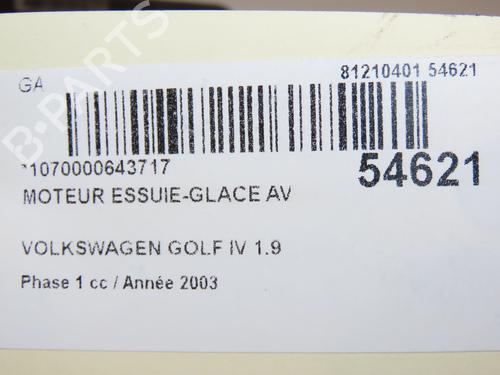 GA
81210401 54621
*1070000643717
54621
MOTEUR ESSUIE-GLACE AV
VOLKSWAGEN GOLF IV 1.9
Phase 1 cc / Année 2003
B-PARTS